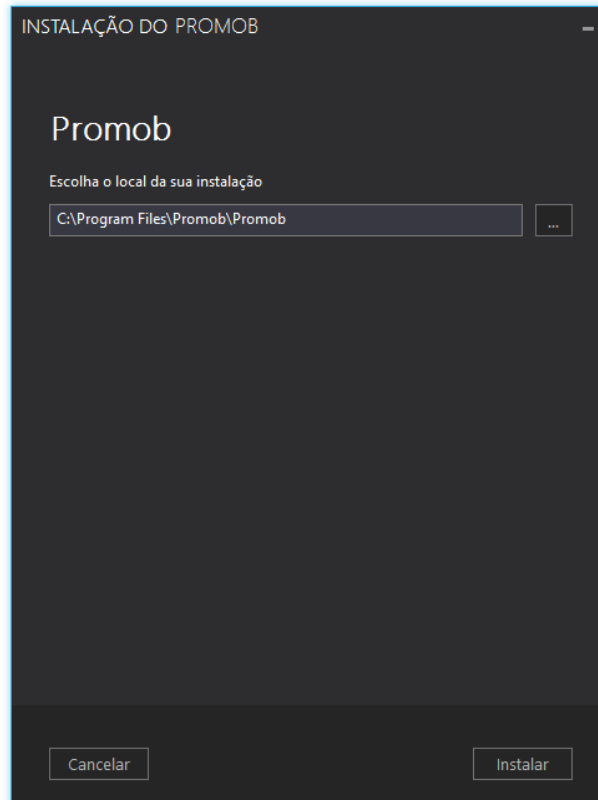 INSTALAÇÃO DO PROMOB
Promob
Escolha o local da sua instalação
C:\Program Files\Promob\Promob
...
Cancelar
Instalar